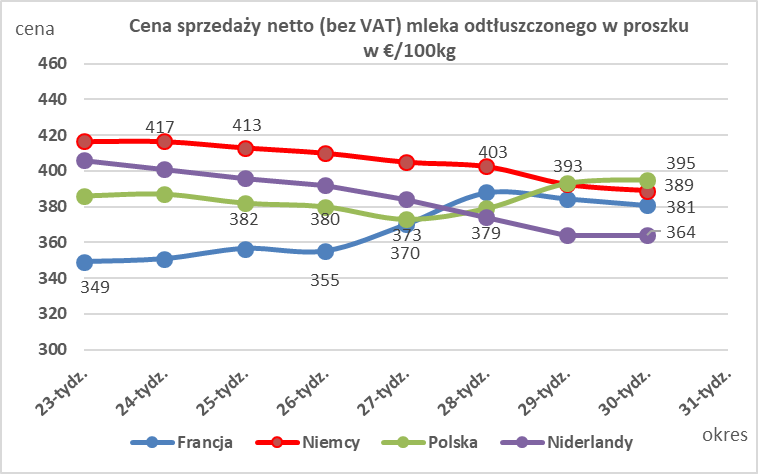 cena
Cena sprzedaży netto (bez VAT) mleka odtłuszczonego w proszku
w €/100kg
460
440
420
400
380
360
340
320
300
417
413
403
393
395
389
381
364
382
380
373
370
379
349
355
23-tydz.
24-tydz.
25-tydz.
26-tydz.
27-tydz.
28-tydz.
29-tydz.
30-tydz.
31-tydz.
okres
Francja Niemcy Polska Niderlandy